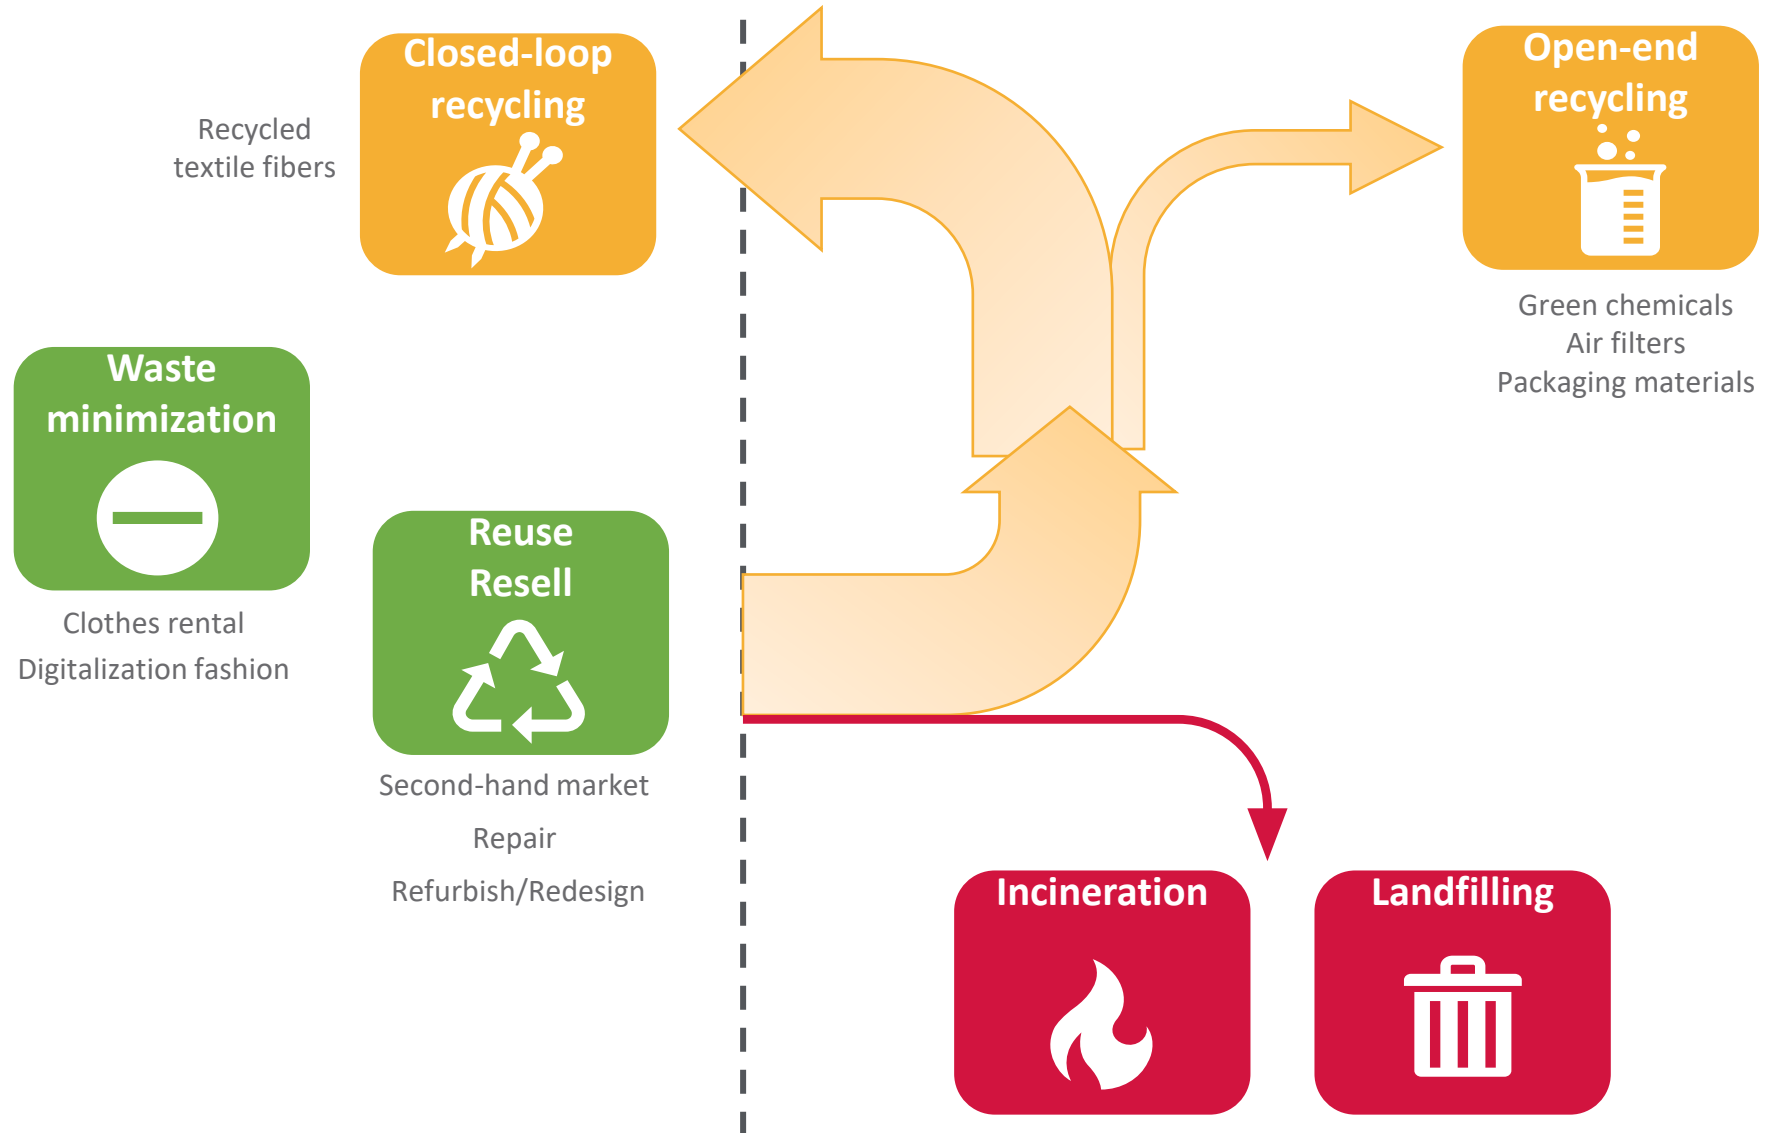 Closed-loop
recycling
Recycled
textile fibers
Open-end
recycling
Green chemicals
Air filters
Packaging materials
Waste
minimization
Clothes rental
Digitalization fashion
Reuse
Resell
Second-hand market
Repair
Refurbish/Redesign
Incineration
Landfilling